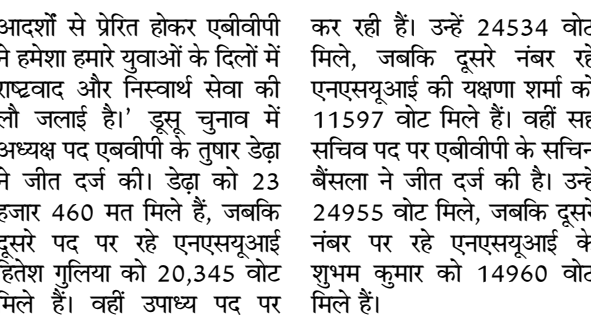 आदर्शों से प्रेरित होकर एबीवीपी
ने हमेशा हमारे युवाओं के दिलों में
राष्ट्रवाद और निस्वार्थ सेवा की
लौ जलाई है।’ डूसू चुनाव में
अध्यक्ष पद एबवीपी के तुषार डेढ़ा
ने जीत दर्ज की। डेढ़ा को 23
हजार 460 मत मिले हैं, जबकि
दूसरे पद पर रहे एनएसयूआई
हितेश गुलिया को 20,345 वोट
मिले हैं। वहीं उपाध्य पद पर
कर रही हैं। उन्हें 24534 वोट
मिले, जबकि दूसरे नंबर रहे
एनएसयूआई की यक्षणा शर्मा को
11597 वोट मिले हैं। वहीं सह
सचिव पद पर एबीवीपी के सचिन
बैंसला ने जीत दर्ज की है। उन्हें
24955 वोट मिले, जबकि दूसरे
नंबर पर रहे एनएसयूआई के
शुभम कुमार को 14960 वोट
मिले हैं।